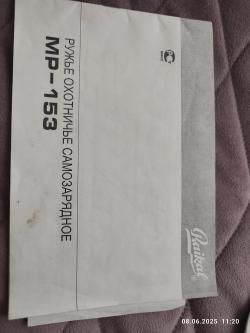 Baikal
РУЖЬЕ ОХОТНИЧЬЕ САМОЗАРЯДНОЕ
МР-153
08.06.2025 11:20